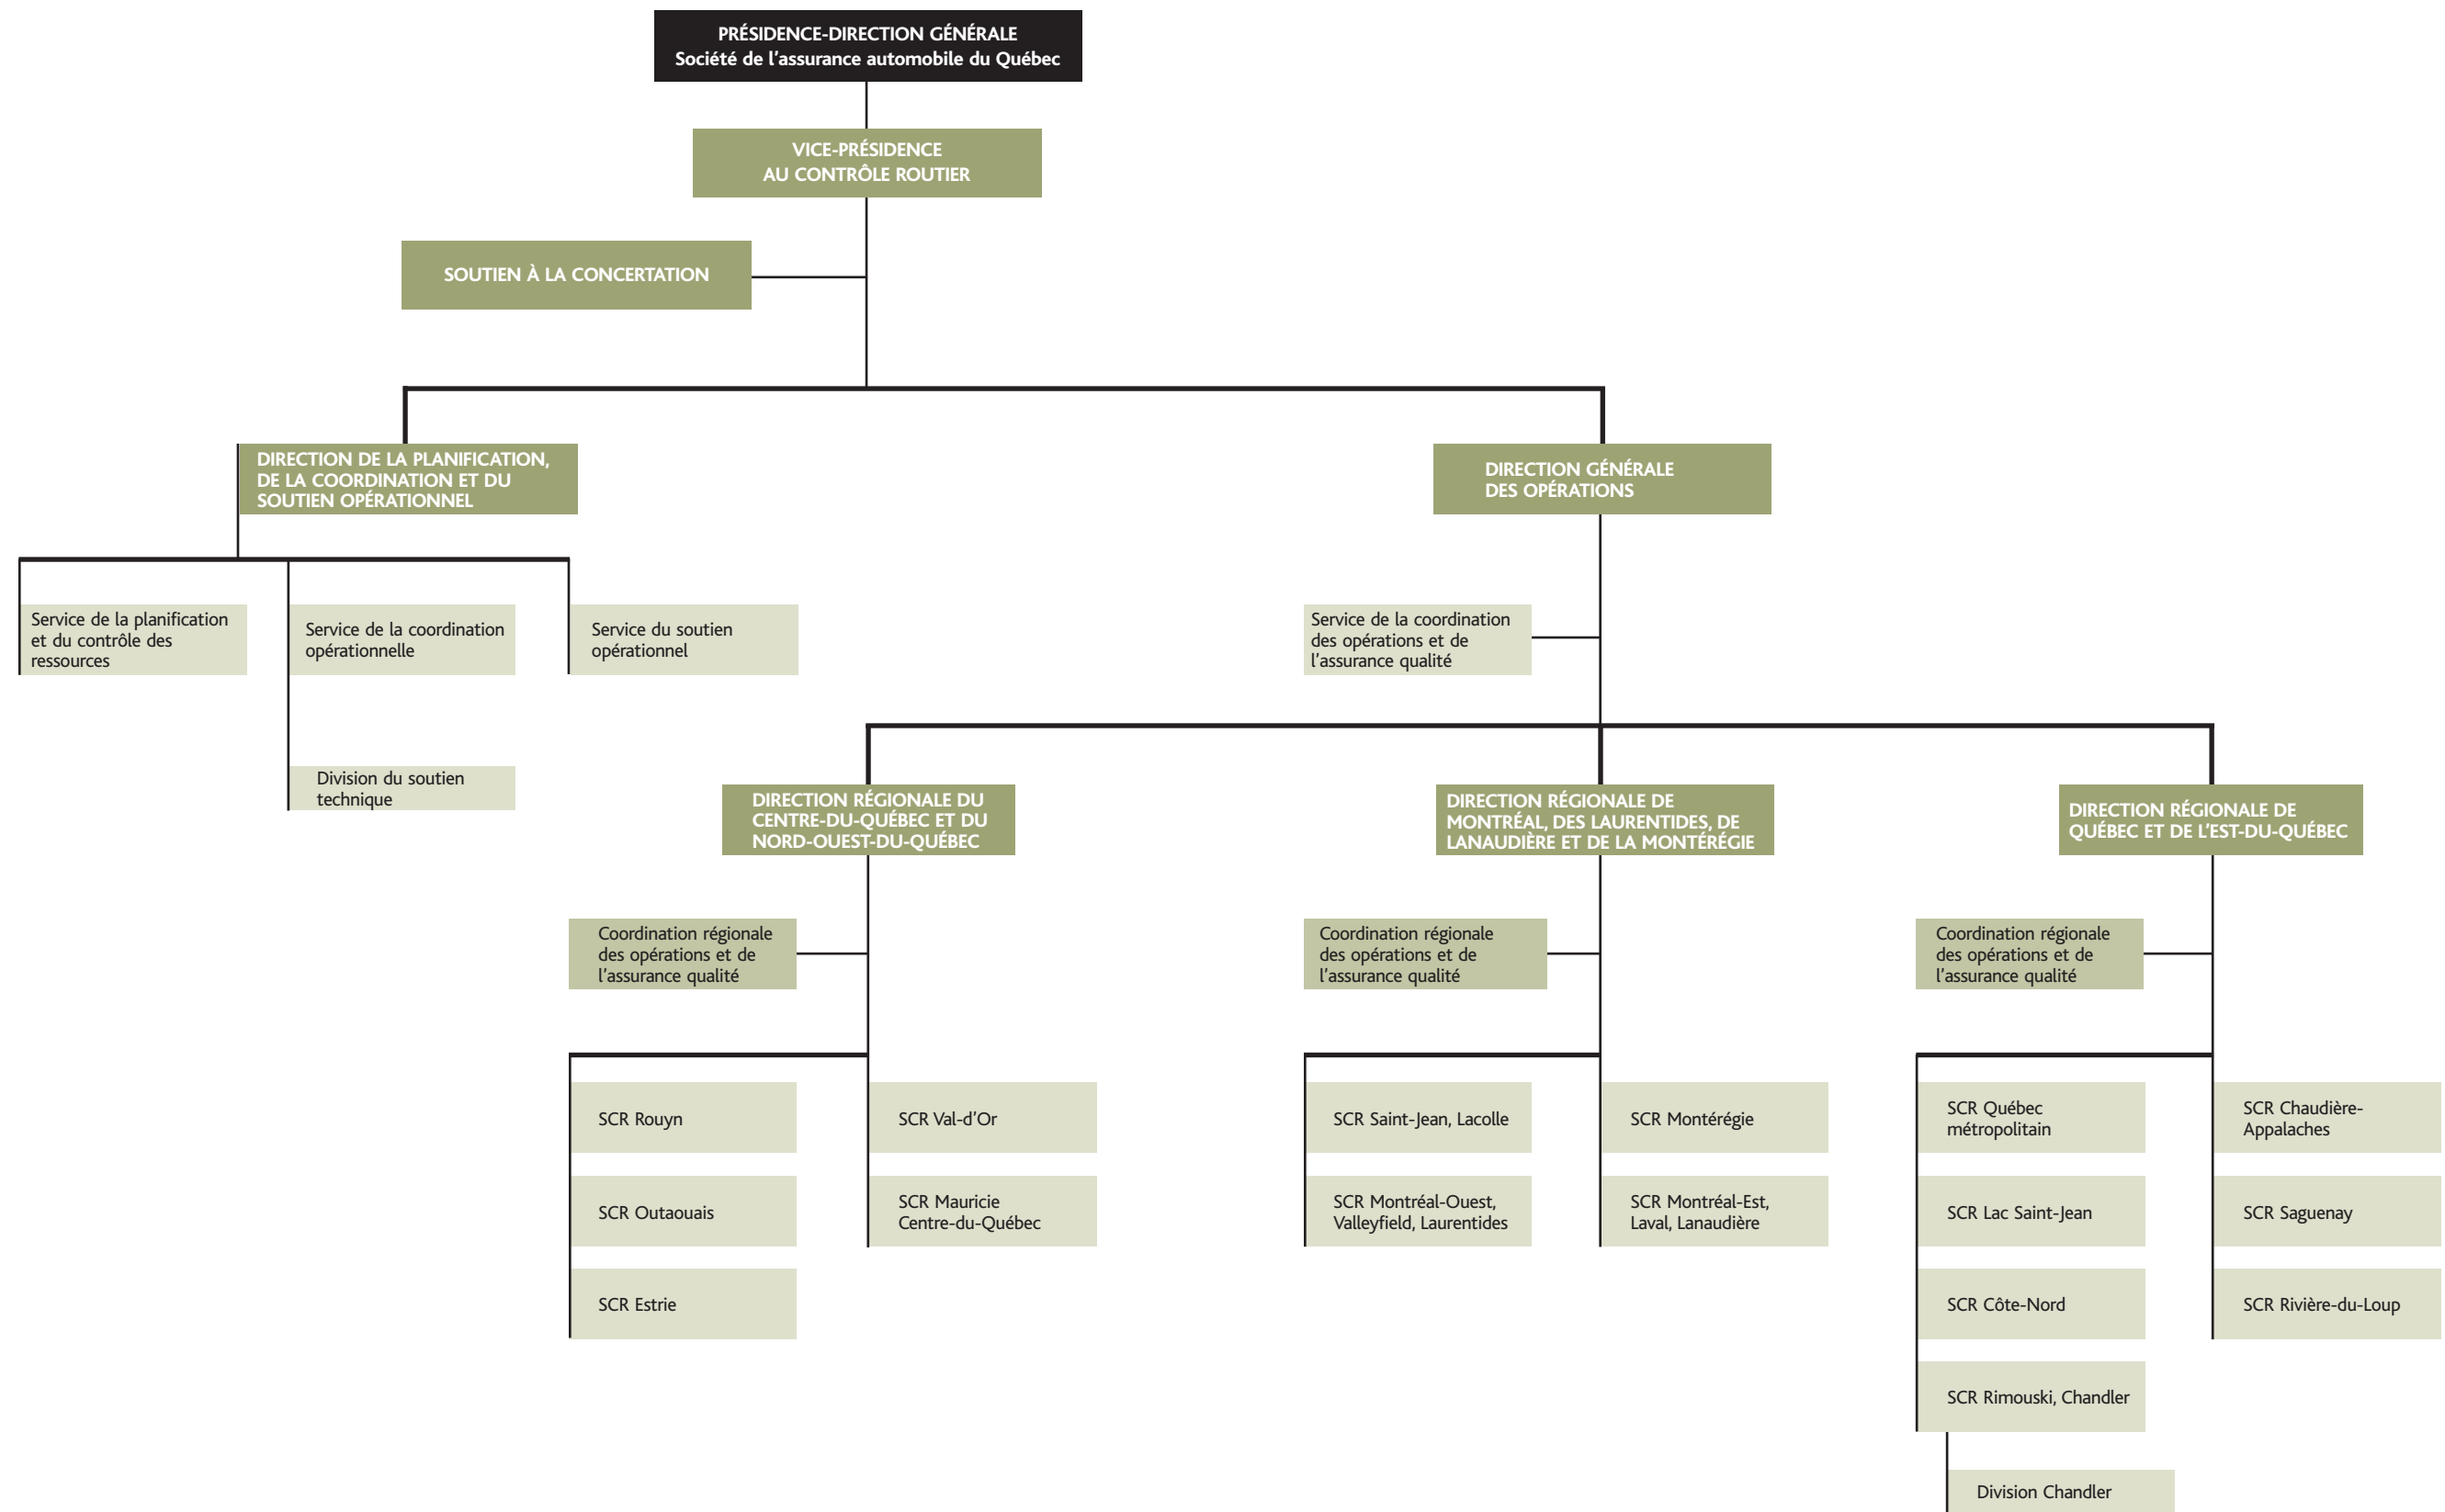 PRÉSIDENCE-DIRECTION GÉNÉRALE
Société de l'assurance automobile du Québec
VICE-PRÉSIDENCE
AU CONTRÔLE ROUTIER
SOUTIEN À LA CONCERTATION
DIRECTION DE LA PLANIFICATION,
DE LA COORDINATION ET DU
SOUTIEN OPÉRATIONNEL
DIRECTION GÉNÉRALE
DES OPÉRATIONS
Service de la planification
et du contrôle des
ressources
Service de la coordination
opérationnelle
Service du soutien
opérationnel
Service de la coordination
des opérations et de
l'assurance qualité
Division du soutien
technique
DIRECTION RÉGIONALE DU
CENTRE-DU-QUÉBEC ET DU
NORD-OUEST-DU-QUÉBEC
DIRECTION RÉGIONALE DE
MONTRÉAL, DES LAURENTIDES, DE
LANAUDIÈRE ET DE LA MONTÉRÉGIE
DIRECTION RÉGIONALE DE
QUÉBEC ET DE L'EST-DU-QUÉBEC
Coordination régionale
des opérations et de
l'assurance qualité
Coordination régionale
des opérations et de
l'assurance qualité
Coordination régionale
des opérations et de
l'assurance qualité
SCR Rouyn
SCR Val-d'Or
SCR Outaouais
SCR Mauricie
Centre-du-Québec
SCR Estrie
SCR Saint-Jean, Lacolle
SCR Montérégie
SCR Montréal-Ouest,
Valleyfield, Laurentides
SCR Montréal-Est,
Laval, Lanaudière
SCR Québec
métropolitain
SCR Chaudière-
Appalaches
SCR Lac Saint-Jean
SCR Saguenay
SCR Côte-Nord
SCR Rivière-du-Loup
SCR Rimouski, Chandler
Division Chandler